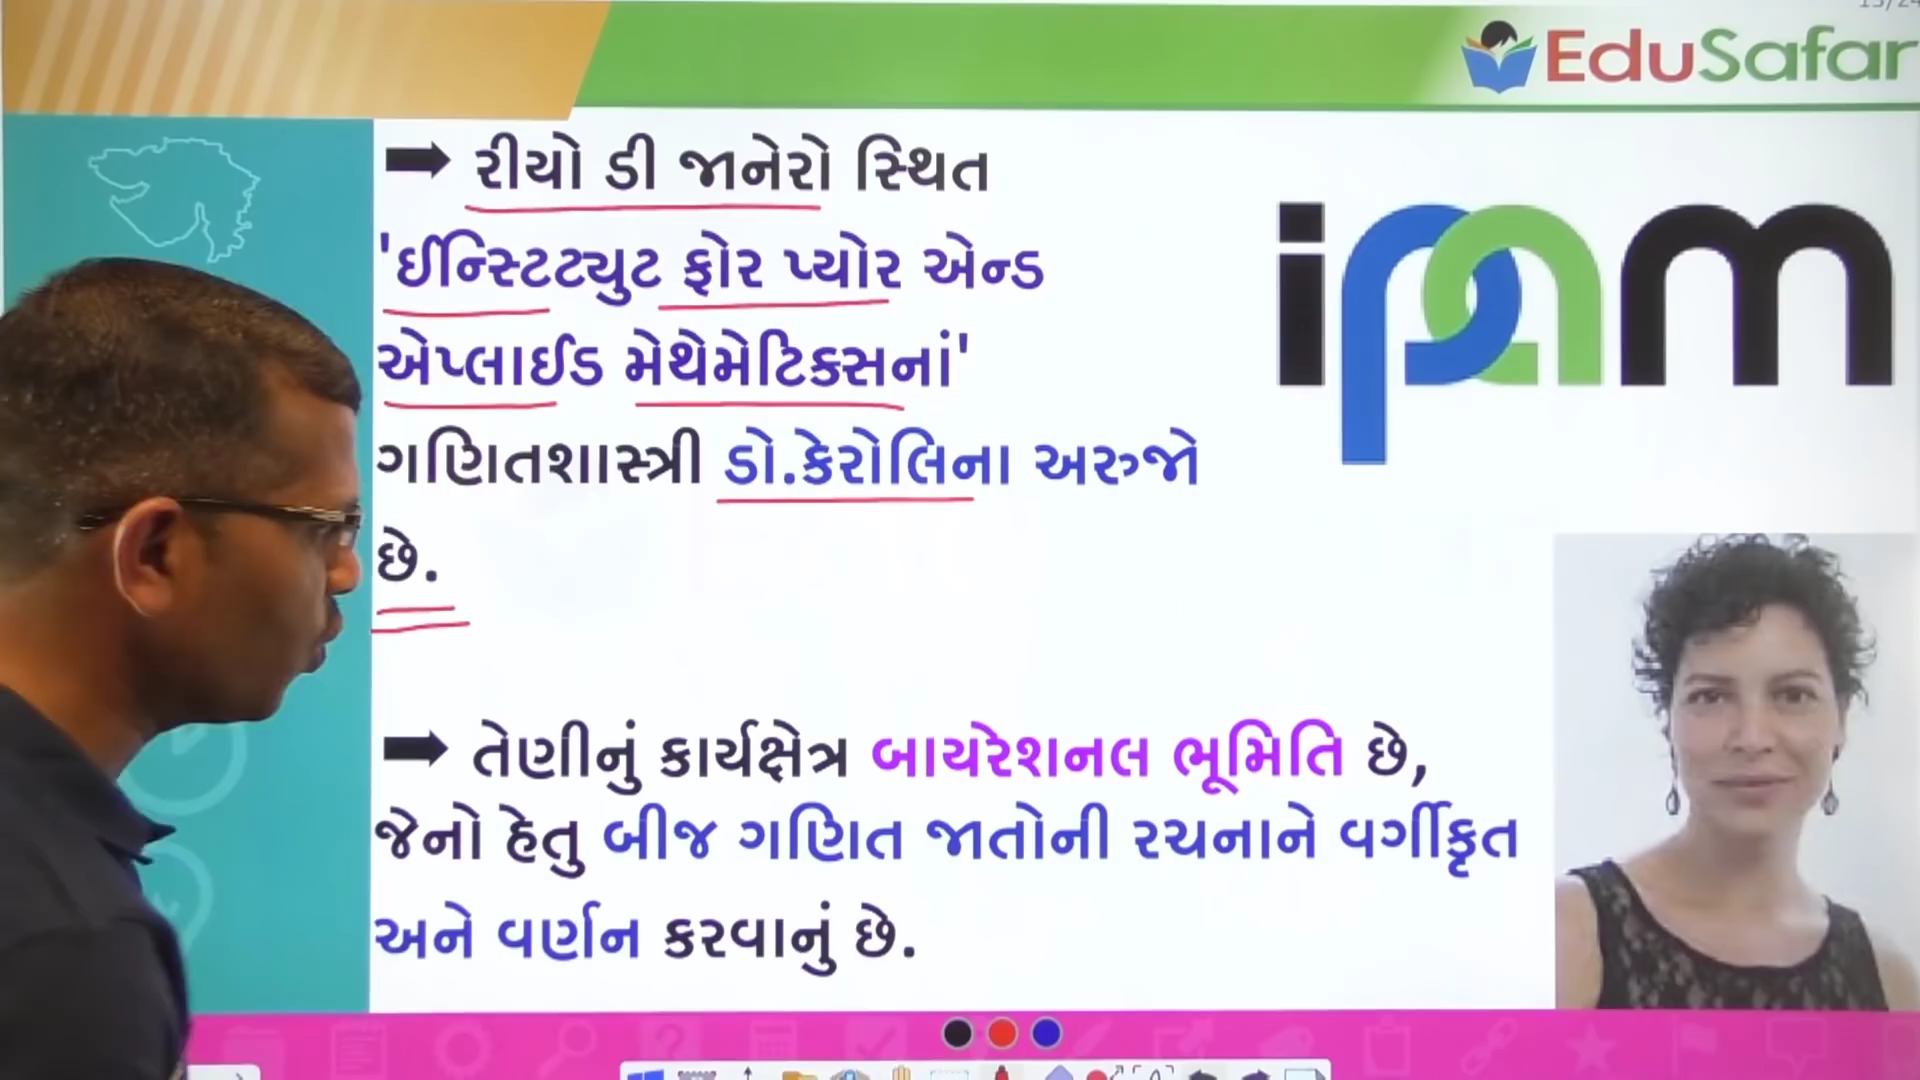 EduSafar
➡ રીયો ડી જાનેરો સ્થિત
'ઈન્સ્ટિટ્યુટ ફોર પ્યોર એન્ડ
એપ્લાઈડ મેથેમેટિક્સનાં'
ગણિતશાસ્ત્રી ડો.કેરોલિના અરુજો
છે.
ipam
➡ તેણીનું કાર્યક્ષેત્ર બાયરેશનલ ભૂમિતિ છે,
જેનો હેતુ બીજ ગણિત જાતોની રચનાને વર્ગીકૃત
અને વર્ણન કરવાનું છે.